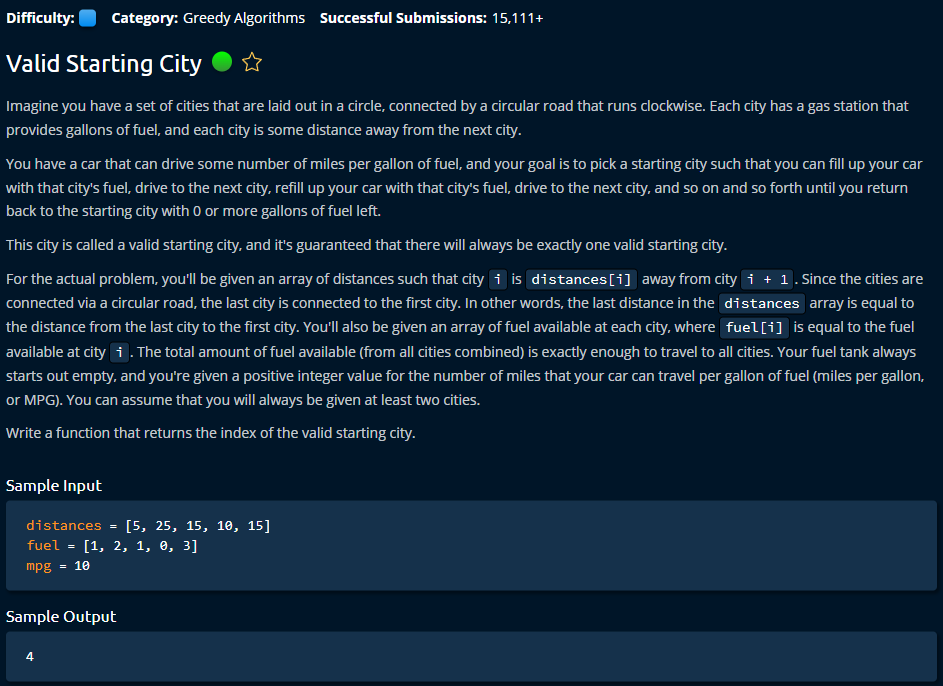 Difficulty: Category: Greedy Algorithms Successful Submissions: 15,111+
Valid Starting City
Imagine you have a set of cities that are laid out in a circle, connected by a circular road that runs clockwise. Each city has a gas station that
provides gallons of fuel, and each city is some distance away from the next city.
You have a car that can drive some number of miles per gallon of fuel, and your goal is to pick a starting city such that you can fill up your car
with that city's fuel, drive to the next city, refill up your car with that city's fuel, drive to the next city, and so on and so forth until you return
back to the starting city with 0 or more gallons of fuel left.
This city is called a valid starting city, and it's guaranteed that there will always be exactly one valid starting city.
For the actual problem, you'll be given an array of distances such that city i is distances[i] away from city i + 1. Since the cities are
connected via a circular road, the last city is connected to the first city. In other words, the last distance in the distances array is equal to
the distance from the last city to the first city. You'll also be given an array of fuel available at each city, where fuel[i] is equal to the fuel
available at city i. The total amount of fuel available (from all cities combined) is exactly enough to travel to all cities. Your fuel tank always
starts out empty, and you're given a positive integer value for the number of miles that your car can travel per gallon of fuel (miles per gallon,
or MPG). You can assume that you will always be given at least two cities.
Write a function that returns the index of the valid starting city.
Sample Input
distances = [5, 25, 15, 10, 15]
fuel = [1, 2, 1, 0, 3]
mpg = 10
Sample Output
4